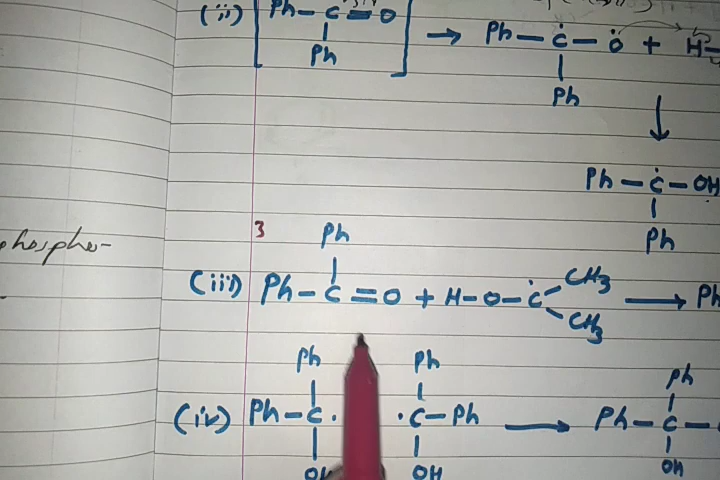 (ii) [Ph-C=O] → Ph-Ċ-Ȯ + H-
Ph
Ph
↓
Ph-Ċ-OH
Ph
phospho-
3
Ph
(iii) Ph-C=O + H-O-Ċ CH3 → Ph
CH3
Ph Ph Ph
(iv) Ph-C· ·C-Ph → Ph-C-
OH OH OH